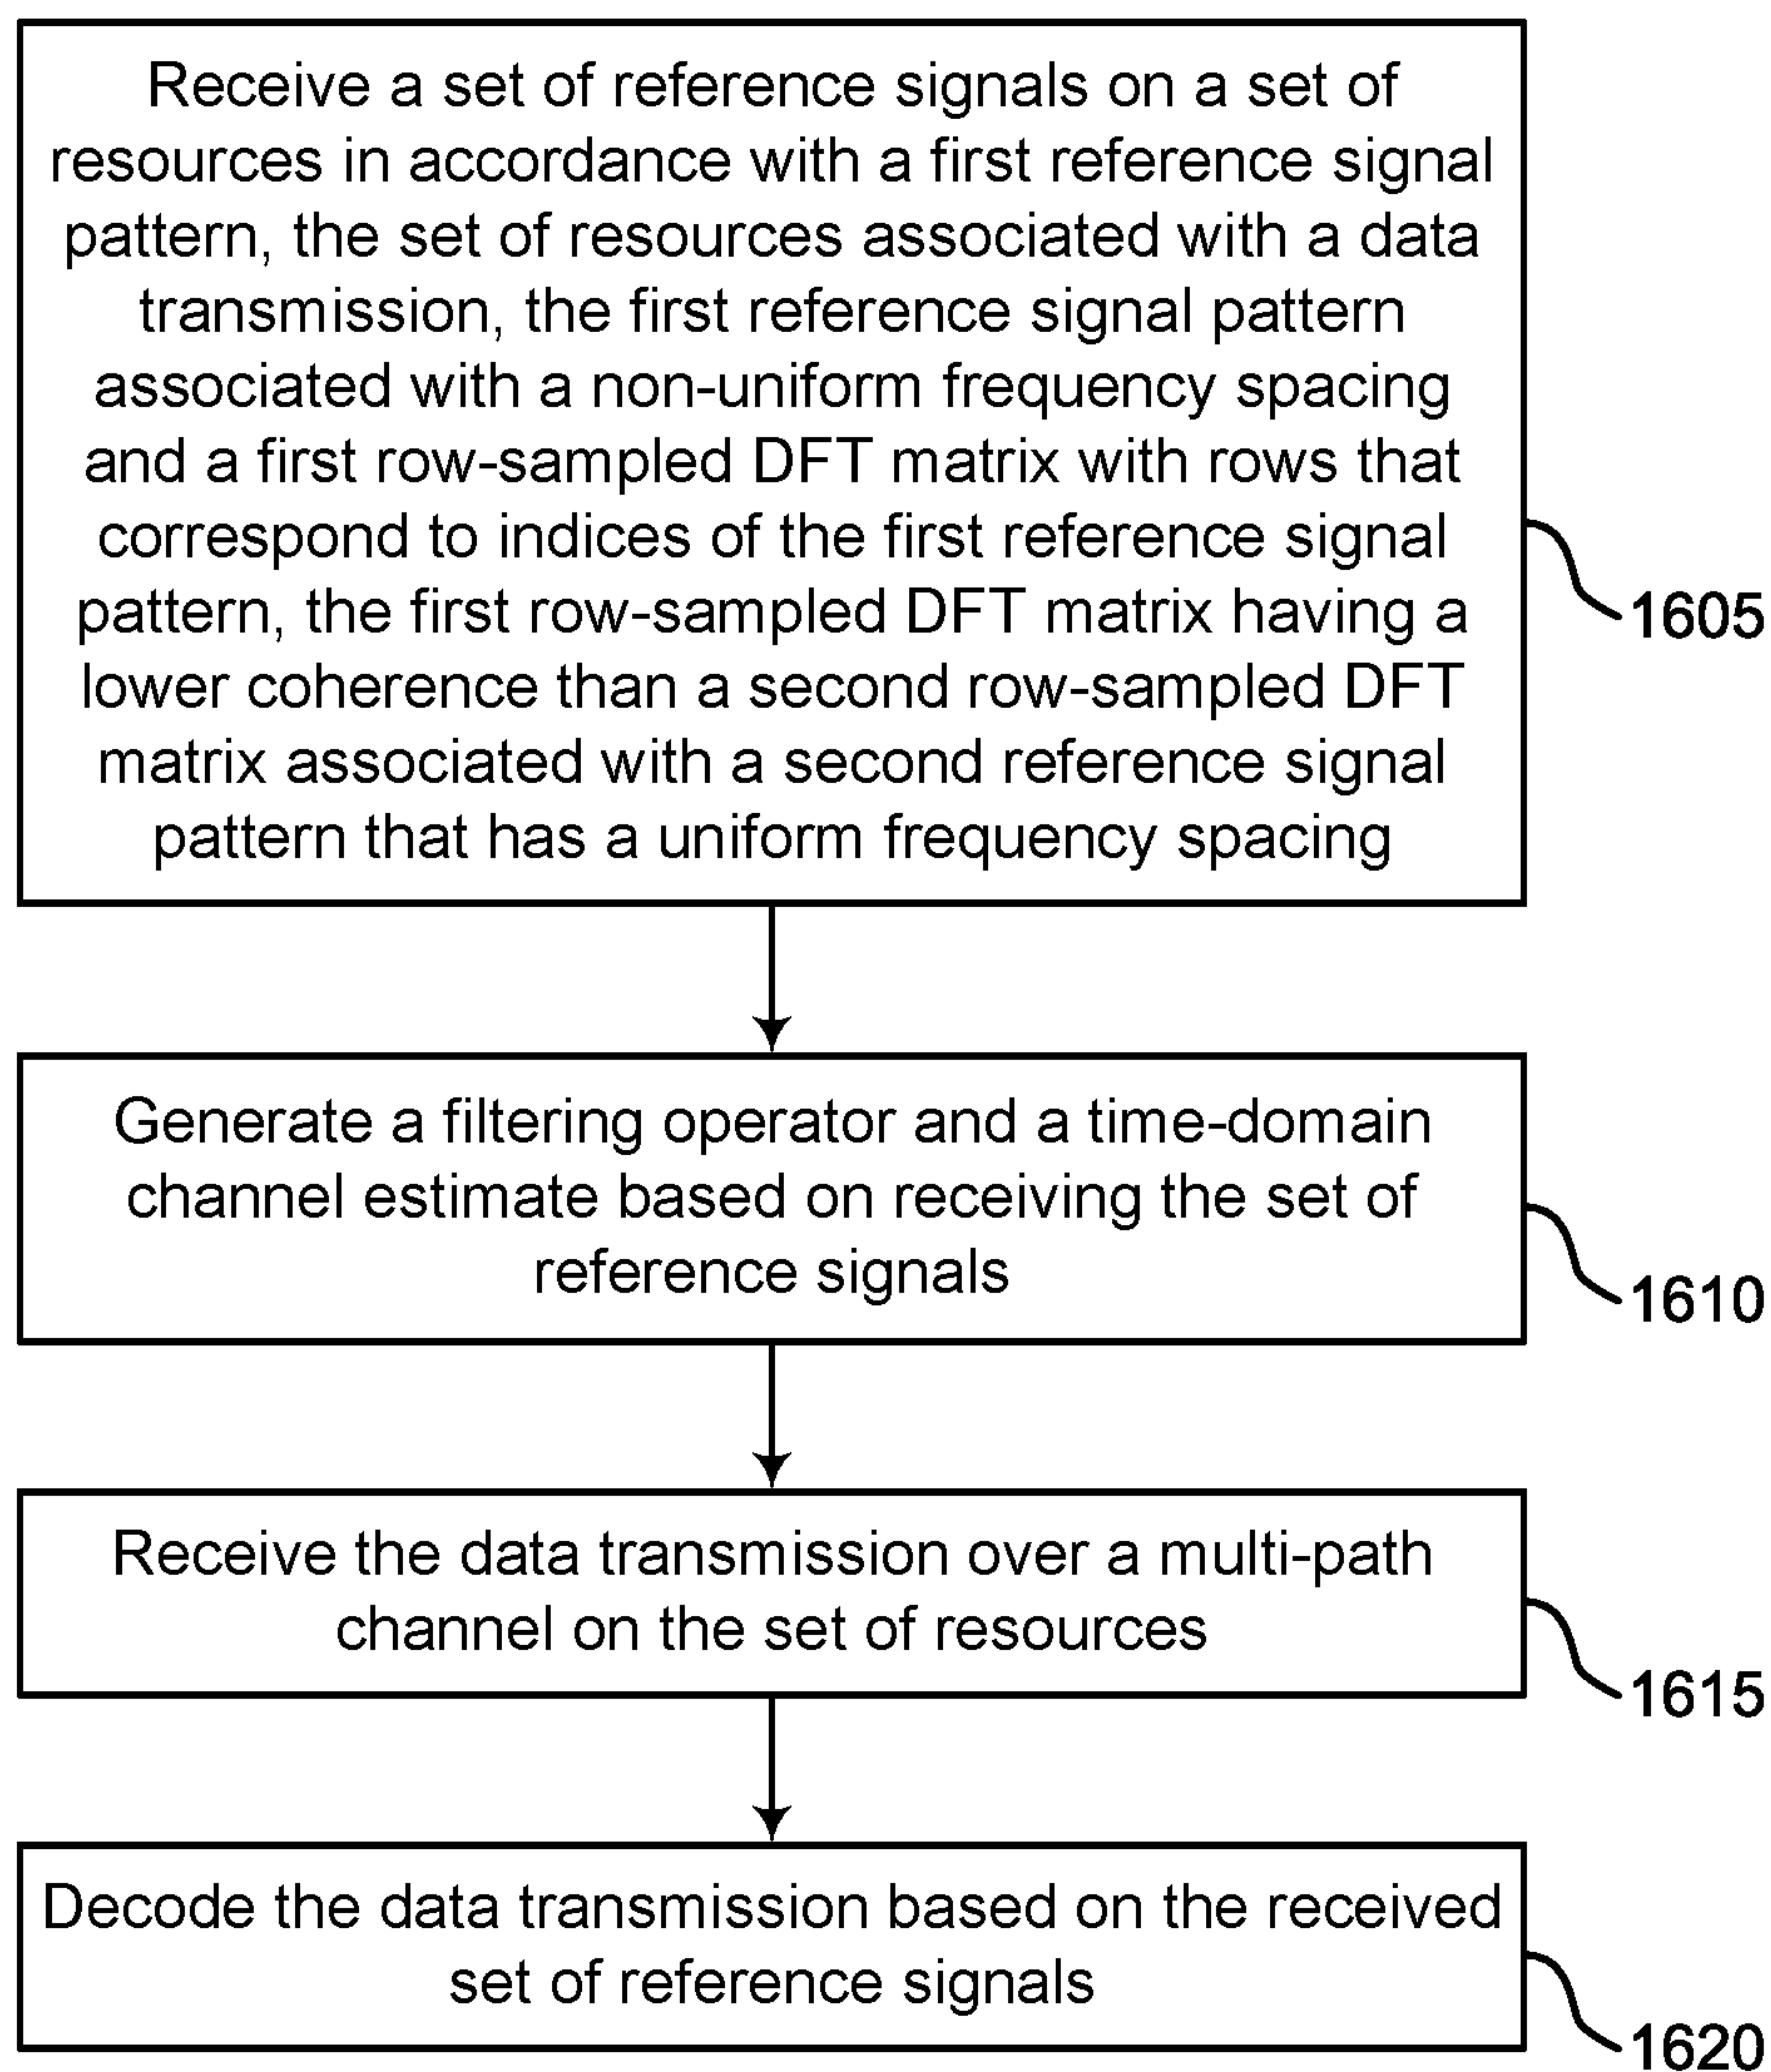 Receive a set of reference signals on a set of
resources in accordance with a first reference signal
pattern, the set of resources associated with a data
transmission, the first reference signal pattern
associated with a non-uniform frequency spacing
and a first row-sampled DFT matrix with rows that
correspond to indices of the first reference signal
pattern, the first row-sampled DFT matrix having a
lower coherence than a second row-sampled DFT
matrix associated with a second reference signal
pattern that has a uniform frequency spacing
1605
Generate a filtering operator and a time-domain
channel estimate based on receiving the set of
reference signals
1610
Receive the data transmission over a multi-path
channel on the set of resources
1615
Decode the data transmission based on the received
set of reference signals
1620